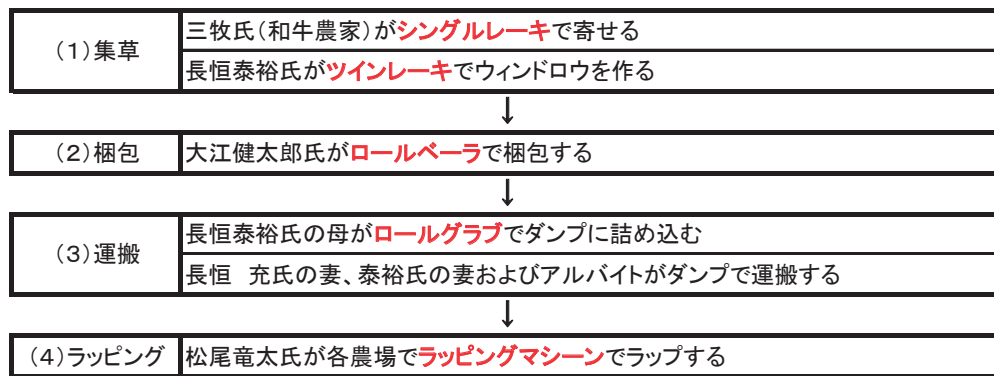 (1)集草
三牧氏(和牛農家)がシングルレーキで寄せる
長恒泰裕氏がツインレーキでウィンドロウを作る
↓
(2)梱包
大江健太郎氏がロールベーラで梱包する
↓
(3)運搬
長恒泰裕氏の母がロールグラブでダンプに詰め込む
長恒 充氏の妻、泰裕氏の妻およびアルバイトがダンプで運搬する
↓
(4)ラッピング
松尾竜太氏が各農場でラッピングマシーンでラップする